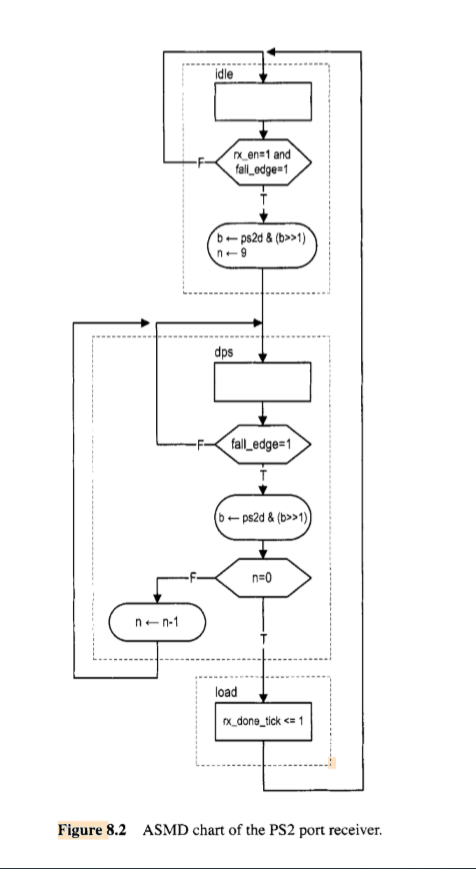 idle
F
rx_en=1 and
fall_edge=1
T
b ← ps2d & (b>>1)
n ← 9
dps
F
fall_edge=1
T
b ← ps2d & (b>>1)
F
n=0
n ← n-1
T
load
rx_done_tick <= 1
Figure 8.2 ASMD chart of the PS2 port receiver.